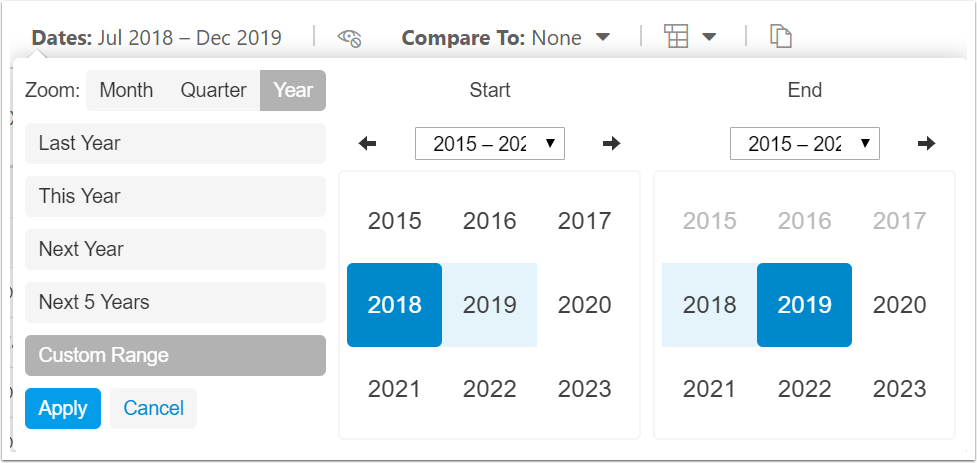 Dates: Jul 2018 – Dec 2019 Compare To: None
Zoom: Month Quarter Year
Start
End
Last Year
This Year
Next Year
Next 5 Years
Custom Range
Apply Cancel
2015 – 202
2015 2016 2017
2018 2019 2020
2021 2022 2023
2015 – 202
2015 2016 2017
2018 2019 2020
2021 2022 2023